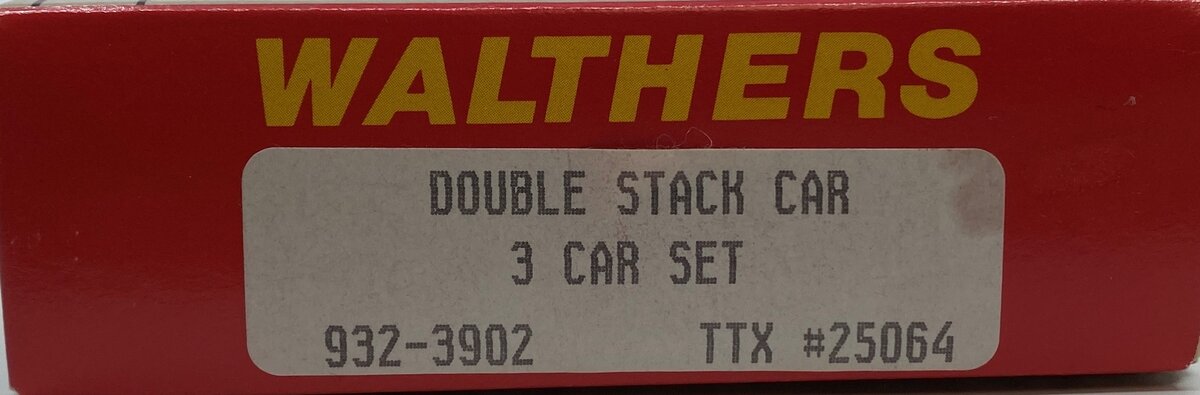 WALTHERS
DOUBLE STACK CAR
3 CAR SET
932-3902 TTX #25064